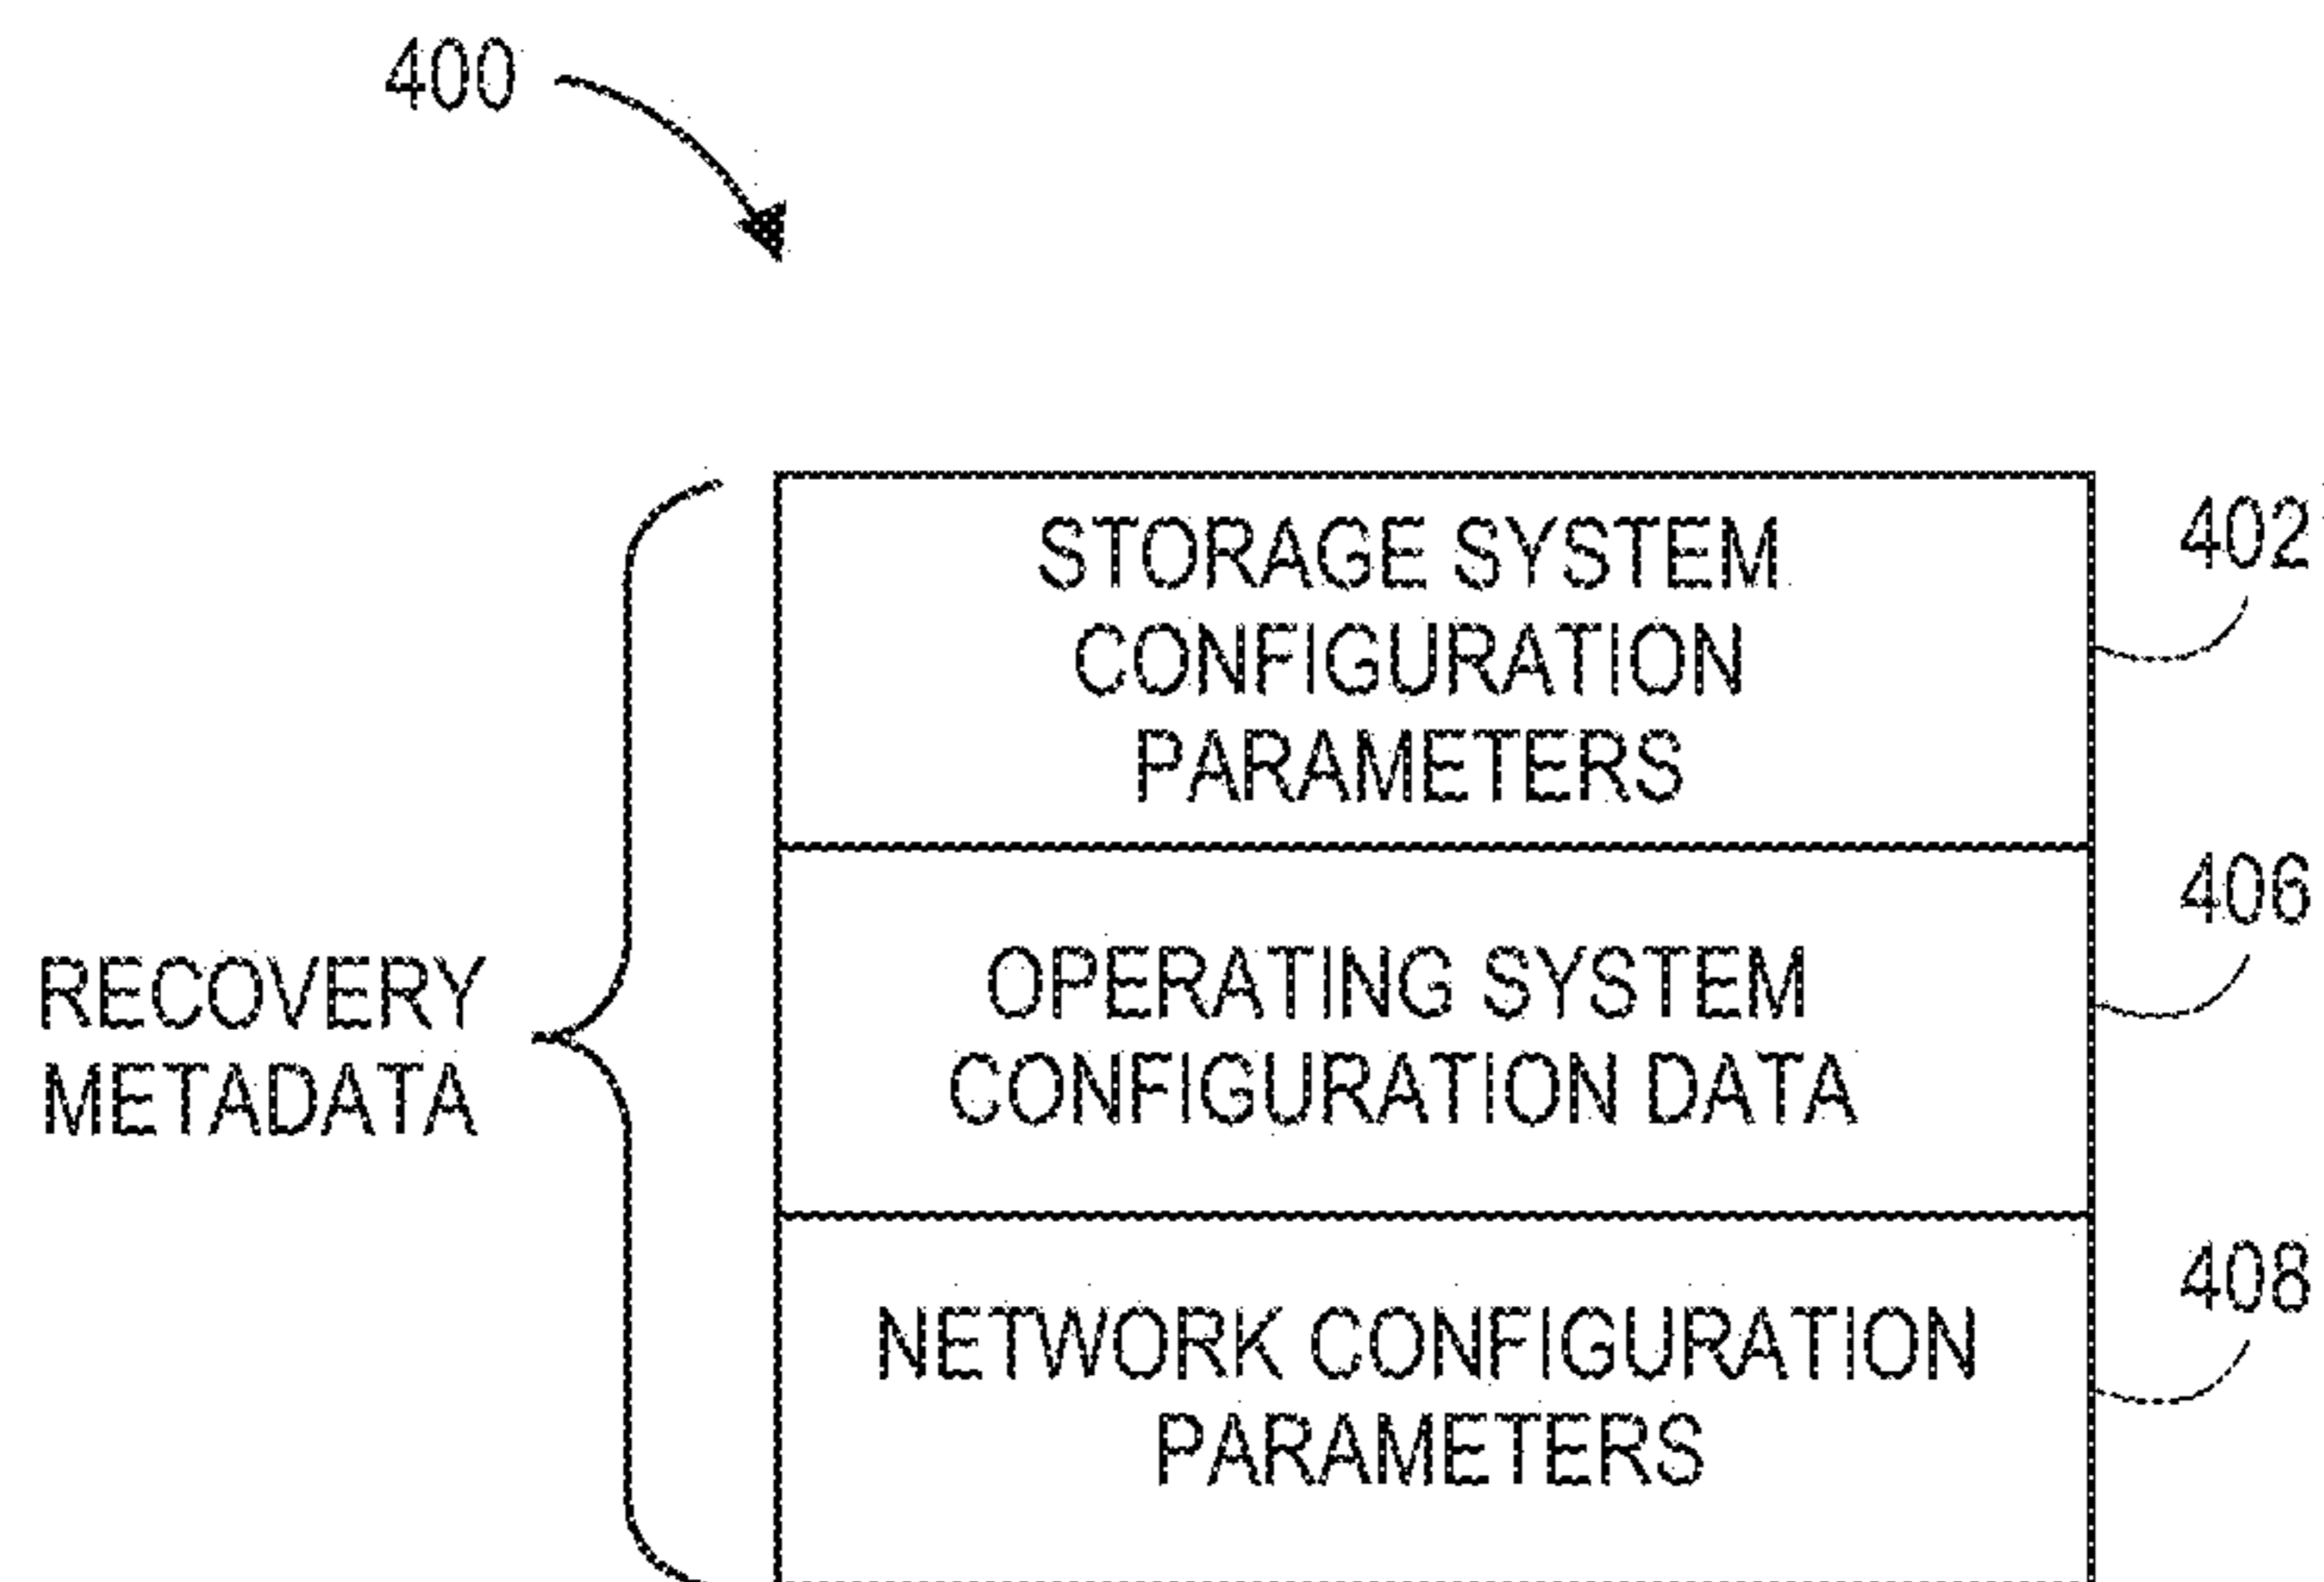 400
STORAGE SYSTEM
CONFIGURATION
PARAMETERS
402
OPERATING SYSTEM
CONFIGURATION DATA
406
RECOVERY
METADATA
NETWORK CONFIGURATION
PARAMETERS
408